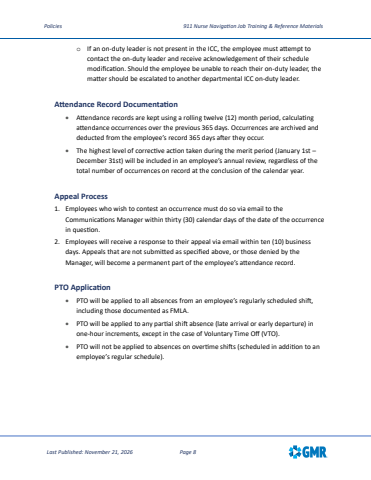 Policies 911 Nurse Navigation Job Training & Reference Materials
o If an on-duty leader is not present in the ICC, the employee must attempt to
contact the on-duty leader and receive acknowledgement of their schedule
modification. Should the employee be unable to reach their on-duty leader, the
matter should be escalated to another departmental ICC on-duty leader.
Attendance Record Documentation
• Attendance records are kept using a rolling twelve (12) month period, calculating
attendance occurrences over the previous 365 days. Occurrences are archived and
deducted from the employee's record 365 days after they occur.
• The highest level of corrective action taken during the merit period (January 1st –
December 31st) will be included in an employee's annual review, regardless of the
total number of occurrences on record at the conclusion of the calendar year.
Appeal Process
1. Employees who wish to contest an occurrence must do so via email to the
Communications Manager within thirty (30) calendar days of the date of the occurrence
in question.
2. Employees will receive a response to their appeal via email within ten (10) business
days. Appeals that are not submitted as specified above, or those denied by the
Manager, will become a permanent part of the employee's attendance record.
PTO Application
• PTO will be applied to all absences from an employee's regularly scheduled shift,
including those documented as FMLA.
• PTO will be applied to any partial shift absence (late arrival or early departure) in
one-hour increments, except in the case of Voluntary Time Off (VTO).
• PTO will not be applied to absences on overtime shifts (scheduled in addition to an
employee's regular schedule).
Last Published: November 21, 2026 Page 8 GMR